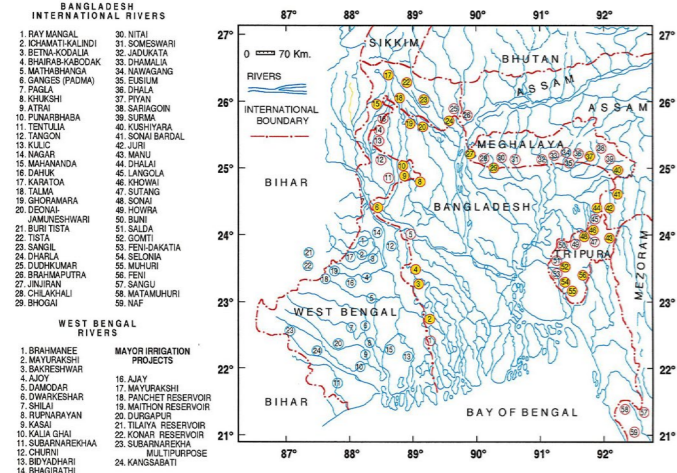 BANGLADESH
INTERNATIONAL RIVERS
1. RAY MANGAL
2. ICHAMATI-KALINDI
3. BETNA-KODALIA
4. BHAIRAB-KABODAK
5. MATHABHANGA
6. GANGES (PADMA)
7. PAGLA
8. KHUKSHI
9. ATRAI
10. PUNARBHABA
11. TENTULIA
12. TANGON
13. KULIC
14. NAGAR
15. MAHANANDA
16. DAHUK
17. KARATOA
18. TALMA
19. GHORAMARA
20. DEONAI-
JAMUNESHWARI
21. BURI TISTA
22. TISTA
23. SANGIL
24. DHARLA
25. DUDHKUMAR
26. BRAHMAPUTRA
27. JINJIRAN
28. CHILAKHALI
29. BHOGAI
30. NITAI
31. SOMESWARI
32. JADUKATA
33. DHAMALIA
34. NAWAGANG
35. EUSIUM
36. DHALA
37. PIYAN
38. SARIAGOIN
39. SURMA
40. KUSHIYARA
41. SONAI BARDAL
42. JURI
43. MANU
44. DHALAI
45. LANGOLA
46. KHOWAI
47. SUTANG
48. SONAI
49. HOWRA
50. BIJNI
51. SALDA
52. GOMTI
53. FENI-DAKATIA
54. SELONIA
55. MUHURI
56. FENI
57. SANGU
58. MATAMUHURI
59. NAF
WEST BENGAL
RIVERS
1. BRAHMANEE
2. MAYURAKSHI
3. BAKRESHWAR
4. AJOY
5. DAMODAR
6. DWARKESHAR
7. SHILAI
8. RUPNARAYAN
9. KASAI
10. KALIA GHAI
11. SUBARNAREKHAA
12. CHURNI
13. BIDYADHARI
14. BHAGIRATHI
MAYOR IRRIGATION
PROJECTS
16. AJAY
17. MAYURAKSHI
18. PANCHET RESERVOIR
19. MAITHON RESERVOIR
20. DURGAPUR
21. TILAIYA RESERVOIR
22. KONAR RESERVOIR
23. SUBARNAREKHA
MULTIPURPOSE
24. KANGSABATI
87° 88° 89° 90° 91° 92°
27° 27°
0 70 Km.
RIVERS
INTERNATIONAL
BOUNDARY
SIKKIM
BHUTAN
ASSAM
ASSAM
26° 26°
MEGHALAYA
25° 25°
BIHAR
BANGLADESH
24° 24°
TRIPURA
MEZORAM
23° 23°
WEST BENGAL
22° 22°
BIHAR
BAY OF BENGAL
21° 21°
87° 88° 89° 90° 91° 92°